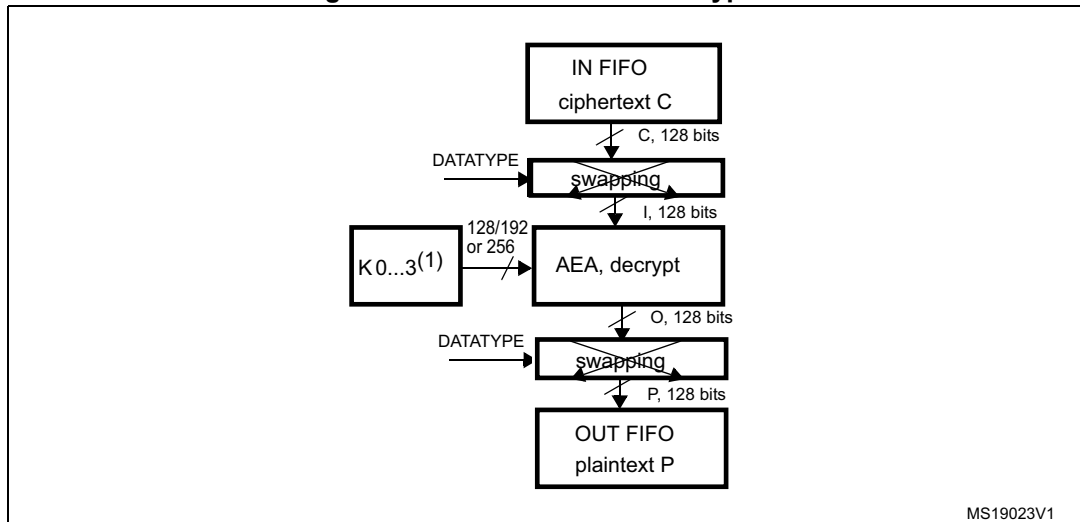 IN FIFO
ciphertext C
C, 128 bits
DATATYPE
swapping
I, 128 bits
128/192
or 256
K 0...3(1)
AEA, decrypt
O, 128 bits
DATATYPE
swapping
P, 128 bits
OUT FIFO
plaintext P
MS19023V1